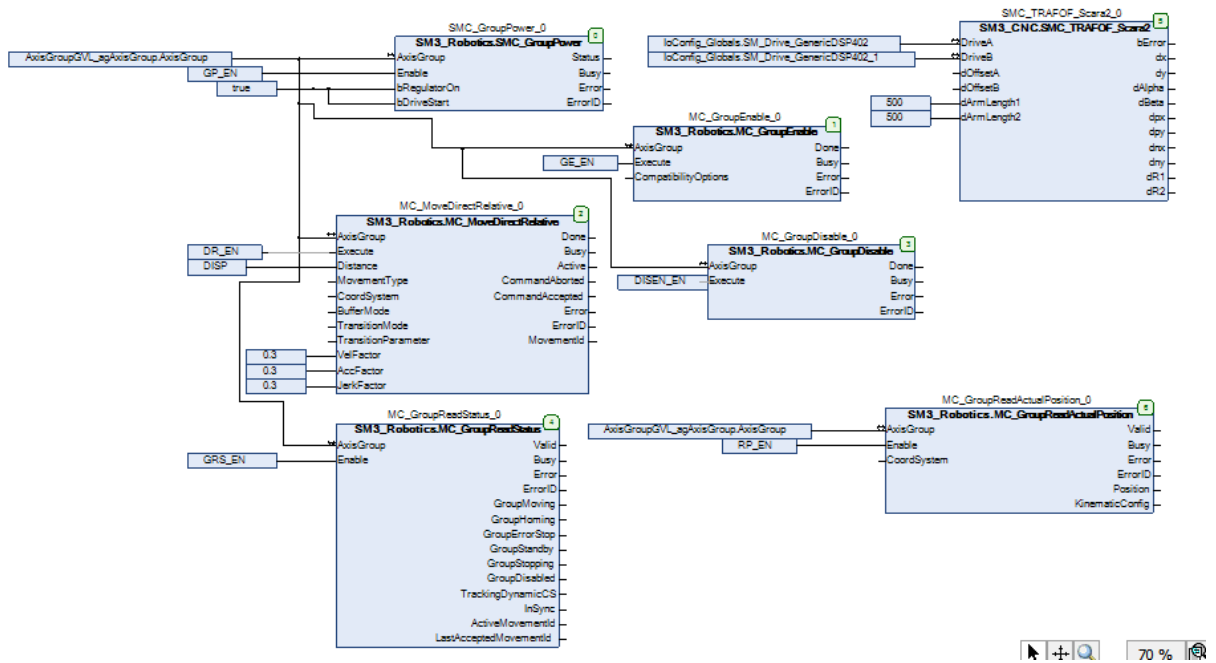 SMC_GroupPower_0
0
SM3_Robotics.SMC_GroupPower
AxisGroupGVL_agAxisGroup.AxisGroup
AxisGroup
Status
GP_EN
Enable
Busy
true
bRegulatorOn
Error
bDriveStart
ErrorID
SMC_TRAFOF_Scara2_0
5
SM3_CNC.SMC_TRAFOF_Scara2
IoConfig_Globals.SM_Drive_GenericDSP402
DriveA
bError
IoConfig_Globals.SM_Drive_GenericDSP402_1
DriveB
dx
dOffsetA
dy
dOffsetB
dAlpha
500
dArmLength1
dBeta
500
dArmLength2
dpx
dpy
dnx
dny
dR1
dR2
MC_GroupEnable_0
1
SM3_Robotics.MC_GroupEnable
AxisGroup
Done
GE_EN
Execute
Busy
CompatibilityOptions
Error
ErrorID
MC_MoveDirectRelative_0
2
SM3_Robotics.MC_MoveDirectRelative
AxisGroup
Done
DR_EN
Execute
Busy
DISP
Distance
Active
MovementType
CommandAborted
CoordSystem
CommandAccepted
BufferMode
Error
TransitionMode
ErrorID
TransitionParameter
MovementId
0.3
VelFactor
0.3
AccFactor
0.3
JerkFactor
MC_GroupDisable_0
3
SM3_Robotics.MC_GroupDisable
AxisGroup
Done
DISEN_EN
Execute
Busy
Error
ErrorID
MC_GroupReadStatus_0
4
SM3_Robotics.MC_GroupReadStatus
AxisGroup
Valid
GRS_EN
Enable
Busy
Error
ErrorID
GroupMoving
GroupHoming
GroupErrorStop
GroupStandby
GroupStopping
GroupDisabled
TrackingDynamicCS
InSync
ActiveMovementId
LastAcceptedMovementId
MC_GroupReadActualPosition_0
6
SM3_Robotics.MC_GroupReadActualPosition
AxisGroupGVL_agAxisGroup.AxisGroup
AxisGroup
Valid
RP_EN
Enable
Busy
CoordSystem
Error
ErrorID
Position
KinematicConfig
70 %